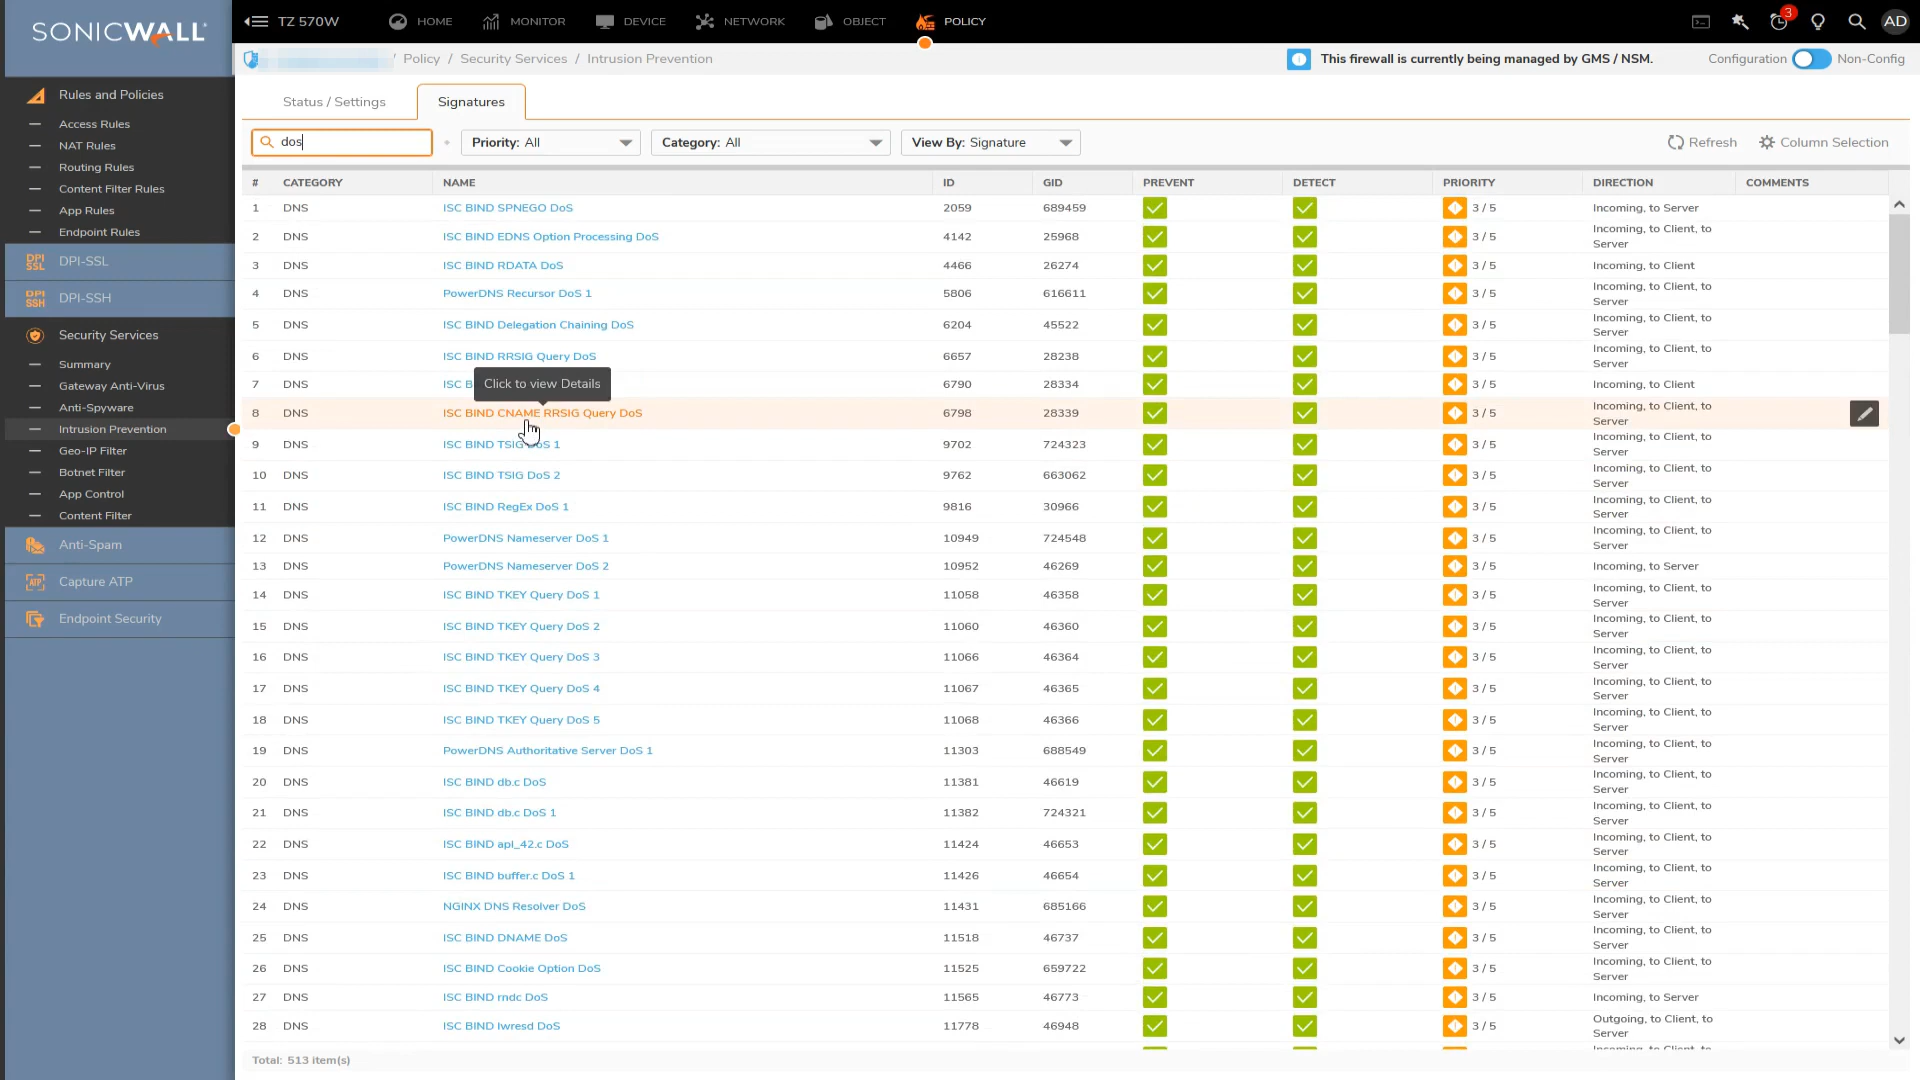 SONICWALL
TZ 570W
HOME
MONITOR
DEVICE
NETWORK
OBJECT
POLICY
3
AD
/ Policy / Security Services / Intrusion Prevention
This firewall is currently being managed by GMS / NSM.
Configuration
Non-Config
Rules and Policies
Access Rules
NAT Rules
Routing Rules
Content Filter Rules
App Rules
Endpoint Rules
DPI SSL
DPI-SSL
DPI SSH
DPI-SSH
Security Services
Summary
Gateway Anti-Virus
Anti-Spyware
Intrusion Prevention
Geo-IP Filter
Botnet Filter
App Control
Content Filter
Anti-Spam
ATP
Capture ATP
Endpoint Security
Status / Settings
Signatures
dos
Priority: All
Category: All
View By: Signature
Refresh
Column Selection
# CATEGORY NAME ID GID PREVENT DETECT PRIORITY DIRECTION COMMENTS
1 DNS ISC BIND SPNEGO DoS 2059 689459 3 / 5 Incoming, to Server
2 DNS ISC BIND EDNS Option Processing DoS 4142 25968 3 / 5 Incoming, to Client, to
Server
3 DNS ISC BIND RDATA DoS 4466 26274 3 / 5 Incoming, to Client
4 DNS PowerDNS Recursor DoS 1 5806 616611 3 / 5 Incoming, to Client, to
Server
5 DNS ISC BIND Delegation Chaining DoS 6204 45522 3 / 5 Incoming, to Client, to
Server
6 DNS ISC BIND RRSIG Query DoS 6657 28238 3 / 5 Incoming, to Client, to
Server
7 DNS ISC B 6790 28334 3 / 5 Incoming, to Client
Click to view Details
8 DNS ISC BIND CNAME RRSIG Query DoS 6798 28339 3 / 5 Incoming, to Client, to
Server
9 DNS ISC BIND TSIG DoS 1 9702 724323 3 / 5 Incoming, to Client, to
Server
10 DNS ISC BIND TSIG DoS 2 9762 663062 3 / 5 Incoming, to Client, to
Server
11 DNS ISC BIND RegEx DoS 1 9816 30966 3 / 5 Incoming, to Client, to
Server
12 DNS PowerDNS Nameserver DoS 1 10949 724548 3 / 5 Incoming, to Client, to
Server
13 DNS PowerDNS Nameserver DoS 2 10952 46269 3 / 5 Incoming, to Server
14 DNS ISC BIND TKEY Query DoS 1 11058 46358 3 / 5 Incoming, to Client, to
Server
15 DNS ISC BIND TKEY Query DoS 2 11060 46360 3 / 5 Incoming, to Client, to
Server
16 DNS ISC BIND TKEY Query DoS 3 11066 46364 3 / 5 Incoming, to Client, to
Server
17 DNS ISC BIND TKEY Query DoS 4 11067 46365 3 / 5 Incoming, to Client, to
Server
18 DNS ISC BIND TKEY Query DoS 5 11068 46366 3 / 5 Incoming, to Client, to
Server
19 DNS PowerDNS Authoritative Server DoS 1 11303 688549 3 / 5 Incoming, to Client, to
Server
20 DNS ISC BIND db.c DoS 11381 46619 3 / 5 Incoming, to Client, to
Server
21 DNS ISC BIND db.c DoS 1 11382 724321 3 / 5 Incoming, to Client, to
Server
22 DNS ISC BIND apl_42.c DoS 11424 46653 3 / 5 Incoming, to Client, to
Server
23 DNS ISC BIND buffer.c DoS 1 11426 46654 3 / 5 Incoming, to Client, to
Server
24 DNS NGINX DNS Resolver DoS 11431 685166 3 / 5 Incoming, to Client, to
Server
25 DNS ISC BIND DNAME DoS 11518 46737 3 / 5 Incoming, to Client, to
Server
26 DNS ISC BIND Cookie Option DoS 11525 659722 3 / 5 Incoming, to Client, to
Server
27 DNS ISC BIND rndc DoS 11565 46773 3 / 5 Incoming, to Server
28 DNS ISC BIND lwresd DoS 11778 46948 3 / 5 Outgoing, to Client, to
Server
Total: 513 item(s)